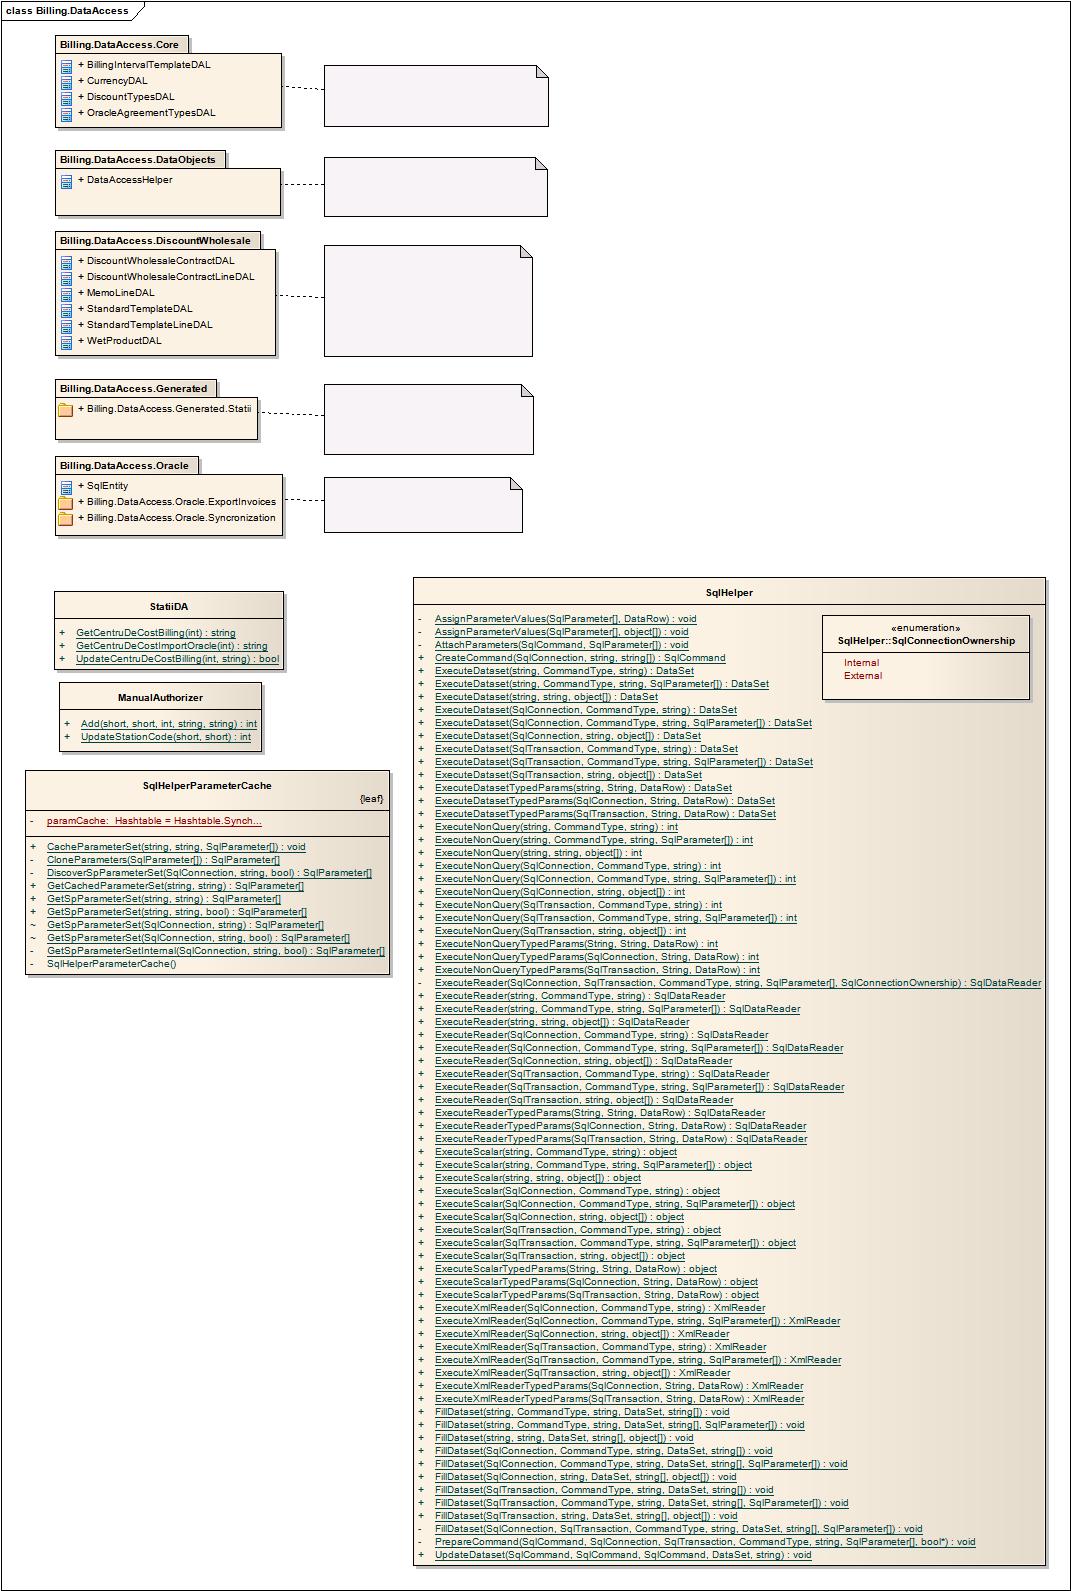 class Billing.DataAccess
Billing.DataAccess.Core
+ BillingIntervalTemplateDAL
+ CurrencyDAL
+ DiscountTypesDAL
+ OracleAgreementTypesDAL
Billing.DataAccess.DataObjects
+ DataAccessHelper
Billing.DataAccess.DiscountWholesale
+ DiscountWholesaleContractDAL
+ DiscountWholesaleContractLineDAL
+ MemoLineDAL
+ StandardTemplateDAL
+ StandardTemplateLineDAL
+ WetProductDAL
Billing.DataAccess.Generated
+ Billing.DataAccess.Generated.Statii
Billing.DataAccess.Oracle
+ SqlEntity
+ Billing.DataAccess.Oracle.ExportInvoices
+ Billing.DataAccess.Oracle.Syncronization
StatiiDA
+ GetCentruDeCostBilling(int) : string
+ GetCentruDeCostImportOracle(int) : string
+ UpdateCentruDeCostBilling(int, string) : bool
ManualAuthorizer
+ Add(short, short, int, string, string) : int
+ UpdateStationCode(short, short) : int
SqlHelperParameterCache
{leaf}
- paramCache: Hashtable = Hashtable.Synch...
+ CacheParameterSet(string, string, SqlParameter[]) : void
- CloneParameters(SqlParameter[]) : SqlParameter[]
- DiscoverSpParameterSet(SqlConnection, string, bool) : SqlParameter[]
+ GetCachedParameterSet(string, string) : SqlParameter[]
+ GetSpParameterSet(string, string) : SqlParameter[]
+ GetSpParameterSet(string, string, bool) : SqlParameter[]
~ GetSpParameterSet(SqlConnection, string) : SqlParameter[]
~ GetSpParameterSet(SqlConnection, string, bool) : SqlParameter[]
- GetSpParameterSetInternal(SqlConnection, string, bool) : SqlParameter[]
- SqlHelperParameterCache()
SqlHelper
- AssignParameterValues(SqlParameter[], DataRow) : void
- AssignParameterValues(SqlParameter[], object[]) : void
- AttachParameters(SqlCommand, SqlParameter[]) : void
+ CreateCommand(SqlConnection, string, string[]) : SqlCommand
+ ExecuteDataset(string, CommandType, string) : DataSet
+ ExecuteDataset(string, CommandType, string, SqlParameter[]) : DataSet
+ ExecuteDataset(string, string, object[]) : DataSet
+ ExecuteDataset(SqlConnection, CommandType, string) : DataSet
+ ExecuteDataset(SqlConnection, CommandType, string, SqlParameter[]) : DataSet
+ ExecuteDataset(SqlConnection, string, object[]) : DataSet
+ ExecuteDataset(SqlTransaction, CommandType, string) : DataSet
+ ExecuteDataset(SqlTransaction, CommandType, string, SqlParameter[]) : DataSet
+ ExecuteDataset(SqlTransaction, string, object[]) : DataSet
+ ExecuteDatasetTypedParams(string, String, DataRow) : DataSet
+ ExecuteDatasetTypedParams(SqlConnection, String, DataRow) : DataSet
+ ExecuteDatasetTypedParams(SqlTransaction, String, DataRow) : DataSet
+ ExecuteNonQuery(string, CommandType, string) : int
+ ExecuteNonQuery(string, CommandType, string, SqlParameter[]) : int
+ ExecuteNonQuery(string, string, object[]) : int
+ ExecuteNonQuery(SqlConnection, CommandType, string) : int
+ ExecuteNonQuery(SqlConnection, CommandType, string, SqlParameter[]) : int
+ ExecuteNonQuery(SqlConnection, string, object[]) : int
+ ExecuteNonQuery(SqlTransaction, CommandType, string) : int
+ ExecuteNonQuery(SqlTransaction, CommandType, string, SqlParameter[]) : int
+ ExecuteNonQuery(SqlTransaction, string, object[]) : int
+ ExecuteNonQueryTypedParams(String, String, DataRow) : int
+ ExecuteNonQueryTypedParams(SqlConnection, String, DataRow) : int
+ ExecuteNonQueryTypedParams(SqlTransaction, String, DataRow) : int
- ExecuteReader(SqlConnection, SqlTransaction, CommandType, string, SqlParameter[], SqlConnectionOwnership) : SqlDataReader
+ ExecuteReader(string, CommandType, string) : SqlDataReader
+ ExecuteReader(string, CommandType, string, SqlParameter[]) : SqlDataReader
+ ExecuteReader(string, string, object[]) : SqlDataReader
+ ExecuteReader(SqlConnection, CommandType, string) : SqlDataReader
+ ExecuteReader(SqlConnection, CommandType, string, SqlParameter[]) : SqlDataReader
+ ExecuteReader(SqlConnection, string, object[]) : SqlDataReader
+ ExecuteReader(SqlTransaction, CommandType, string) : SqlDataReader
+ ExecuteReader(SqlTransaction, CommandType, string, SqlParameter[]) : SqlDataReader
+ ExecuteReader(SqlTransaction, string, object[]) : SqlDataReader
+ ExecuteReaderTypedParams(String, String, DataRow) : SqlDataReader
+ ExecuteReaderTypedParams(SqlConnection, String, DataRow) : SqlDataReader
+ ExecuteReaderTypedParams(SqlTransaction, String, DataRow) : SqlDataReader
+ ExecuteScalar(string, CommandType, string) : object
+ ExecuteScalar(string, CommandType, string, SqlParameter[]) : object
+ ExecuteScalar(string, string, object[]) : object
+ ExecuteScalar(SqlConnection, CommandType, string) : object
+ ExecuteScalar(SqlConnection, CommandType, string, SqlParameter[]) : object
+ ExecuteScalar(SqlConnection, string, object[]) : object
+ ExecuteScalar(SqlTransaction, CommandType, string) : object
+ ExecuteScalar(SqlTransaction, CommandType, string, SqlParameter[]) : object
+ ExecuteScalar(SqlTransaction, string, object[]) : object
+ ExecuteScalarTypedParams(String, String, DataRow) : object
+ ExecuteScalarTypedParams(SqlConnection, String, DataRow) : object
+ ExecuteScalarTypedParams(SqlTransaction, String, DataRow) : object
+ ExecuteXmlReader(SqlConnection, CommandType, string) : XmlReader
+ ExecuteXmlReader(SqlConnection, CommandType, string, SqlParameter[]) : XmlReader
+ ExecuteXmlReader(SqlConnection, string, object[]) : XmlReader
+ ExecuteXmlReader(SqlTransaction, CommandType, string) : XmlReader
+ ExecuteXmlReader(SqlTransaction, CommandType, string, SqlParameter[]) : XmlReader
+ ExecuteXmlReader(SqlTransaction, string, object[]) : XmlReader
+ ExecuteXmlReaderTypedParams(SqlConnection, String, DataRow) : XmlReader
+ ExecuteXmlReaderTypedParams(SqlTransaction, String, DataRow) : XmlReader
+ FillDataset(string, CommandType, string, DataSet, string[]) : void
+ FillDataset(string, CommandType, string, DataSet, string[], SqlParameter[]) : void
+ FillDataset(string, string, DataSet, string[], object[]) : void
+ FillDataset(SqlConnection, CommandType, string, DataSet, string[]) : void
+ FillDataset(SqlConnection, CommandType, string, DataSet, string[], SqlParameter[]) : void
+ FillDataset(SqlConnection, string, DataSet, string[], object[]) : void
+ FillDataset(SqlTransaction, CommandType, string, DataSet, string[]) : void
+ FillDataset(SqlTransaction, CommandType, string, DataSet, string[], SqlParameter[]) : void
+ FillDataset(SqlTransaction, string, DataSet, string[], object[]) : void
- FillDataset(SqlConnection, SqlTransaction, CommandType, string, DataSet, string[], SqlParameter[]) : void
- PrepareCommand(SqlCommand, SqlConnection, SqlTransaction, CommandType, string, SqlParameter[], bool*) : void
+ UpdateDataset(SqlCommand, SqlCommand, SqlCommand, DataSet, string) : void
«enumeration»
SqlHelper::SqlConnectionOwnership
Internal
External